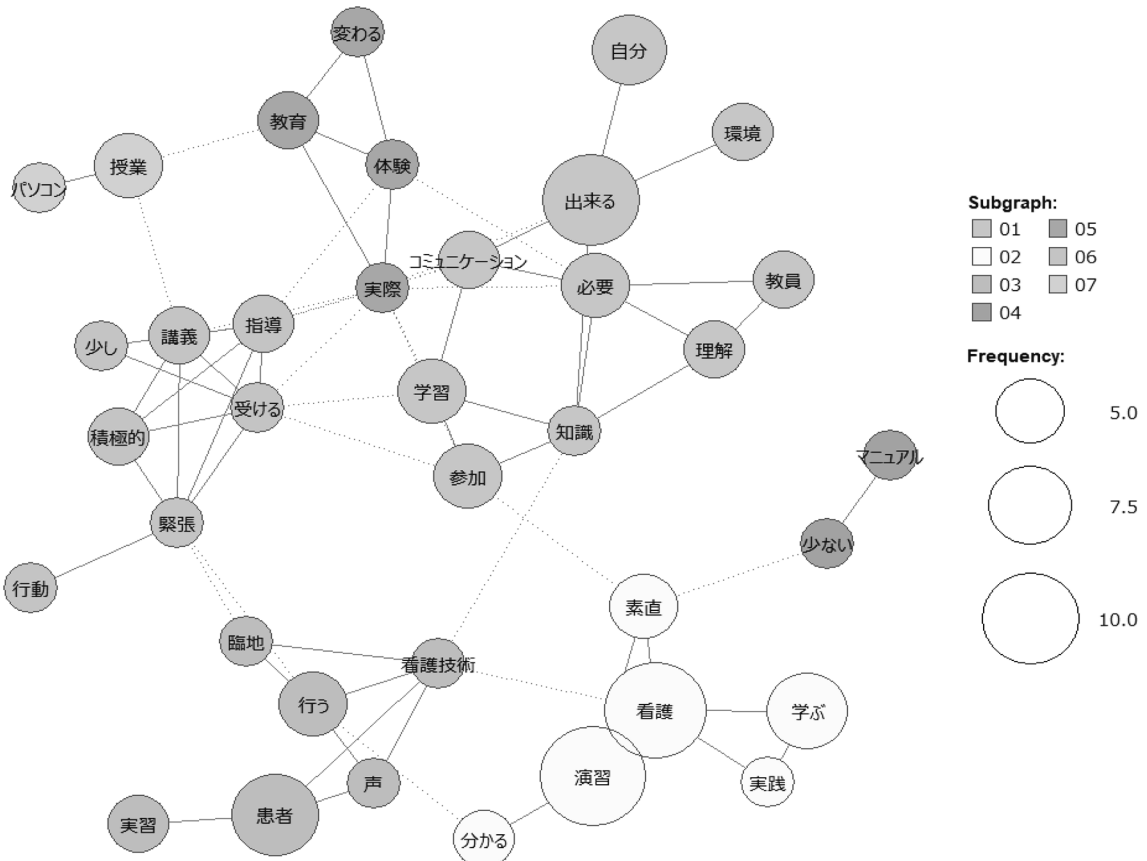 変わる
自分
教育
環境
授業
体験
パソコン
出来る
コミュニケーション
実際
必要
教員
指導
講義
少し
理解
学習
受ける
積極的
知識
参加
マニュアル
緊張
少ない
行動
素直
臨地
看護技術
行う
看護
学ぶ
演習
実践
声
患者
実習
分かる
Subgraph:
01
05
02
06
03
07
04
Frequency:
5.0
7.5
10.0